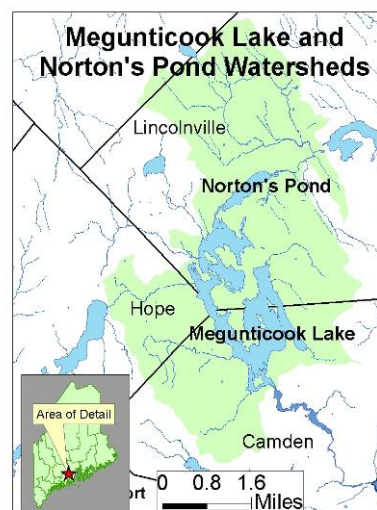 Megunticook Lake and
Norton's Pond Watersheds
Lincolnville
Norton's Pond
Hope
Megunticook Lake
Area of Detail
Camden
0 0.8 1.6
Miles